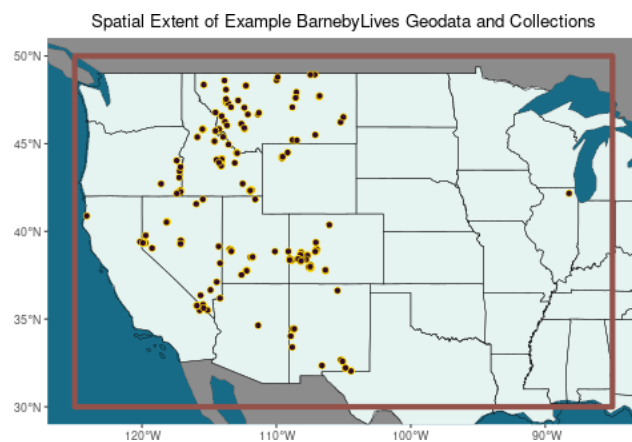 Spatial Extent of Example BarnebyLives Geodata and Collections
50°N
45°N
40°N
35°N
30°N
120°W 110°W 100°W 90°W